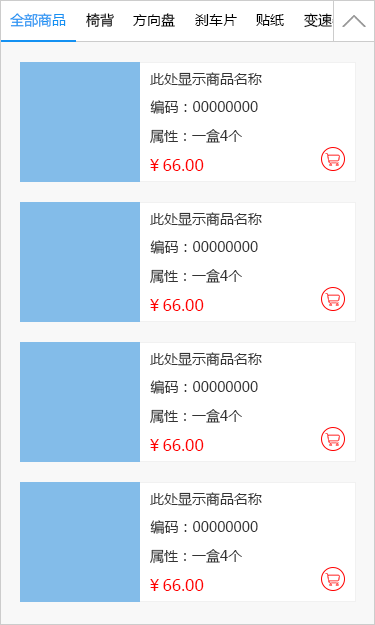 全部商品 椅背 方向盘 刹车片 贴纸 变速
此处显示商品名称
编码：00000000
属性：一盒4个
¥ 66.00
此处显示商品名称
编码：00000000
属性：一盒4个
¥ 66.00
此处显示商品名称
编码：00000000
属性：一盒4个
¥ 66.00
此处显示商品名称
编码：00000000
属性：一盒4个
¥ 66.00